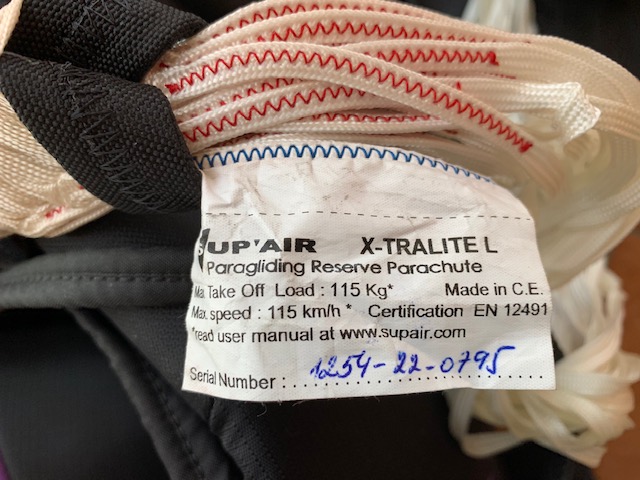 SUP'AIR X-TRALITE L
Paragliding Reserve Parachute
Max Take Off Load : 115 Kg* Made in C.E.
Max. speed : 115 km/h * Certification EN 12491
*read user manual at www.supair.com
Serial Number : 1254-22-0795